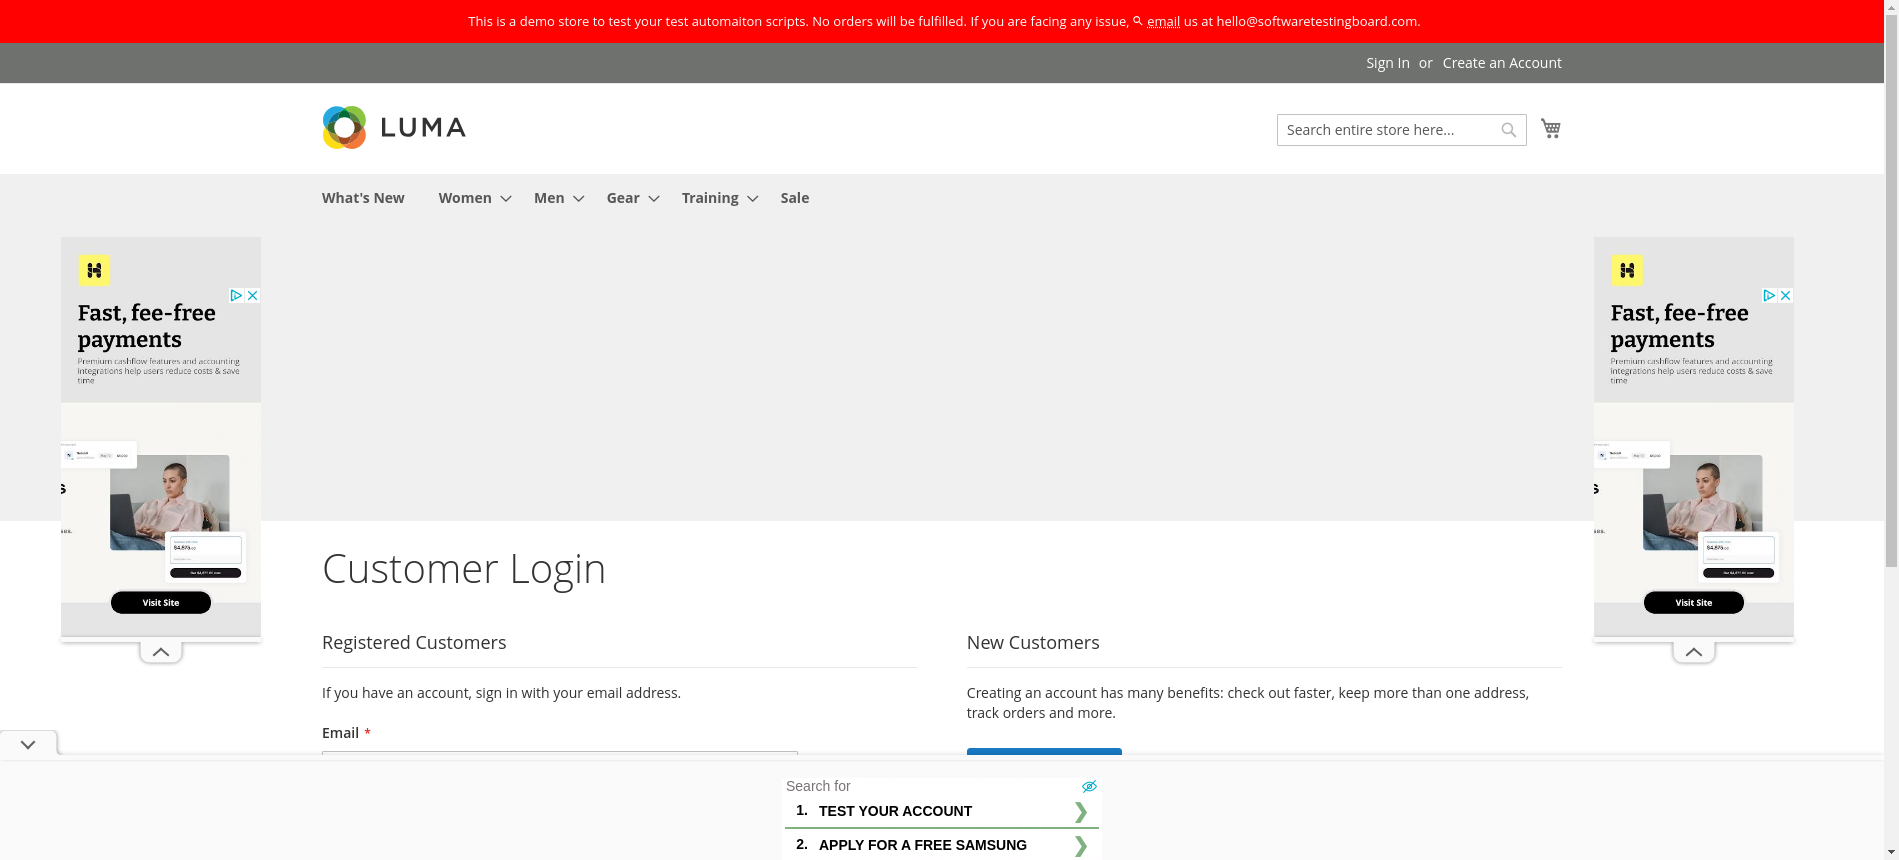 This is a demo store to test your test automaiton scripts. No orders will be fulfilled. If you are facing any issue, email us at hello@softwaretestingboard.com.
Sign In or Create an Account
LUMA
Search entire store here...
What's New Women Men Gear Training Sale
Fast, fee-free
payments
Premium cashflow features and accounting
integrations help users reduce costs & save
time
Visit Site
Fast, fee-free
payments
Premium cashflow features and accounting
integrations help users reduce costs & save
time
Visit Site
Customer Login
Registered Customers
If you have an account, sign in with your email address.
Email *
New Customers
Creating an account has many benefits: check out faster, keep more than one address,
track orders and more.
Search for
1. TEST YOUR ACCOUNT
2. APPLY FOR A FREE SAMSUNG